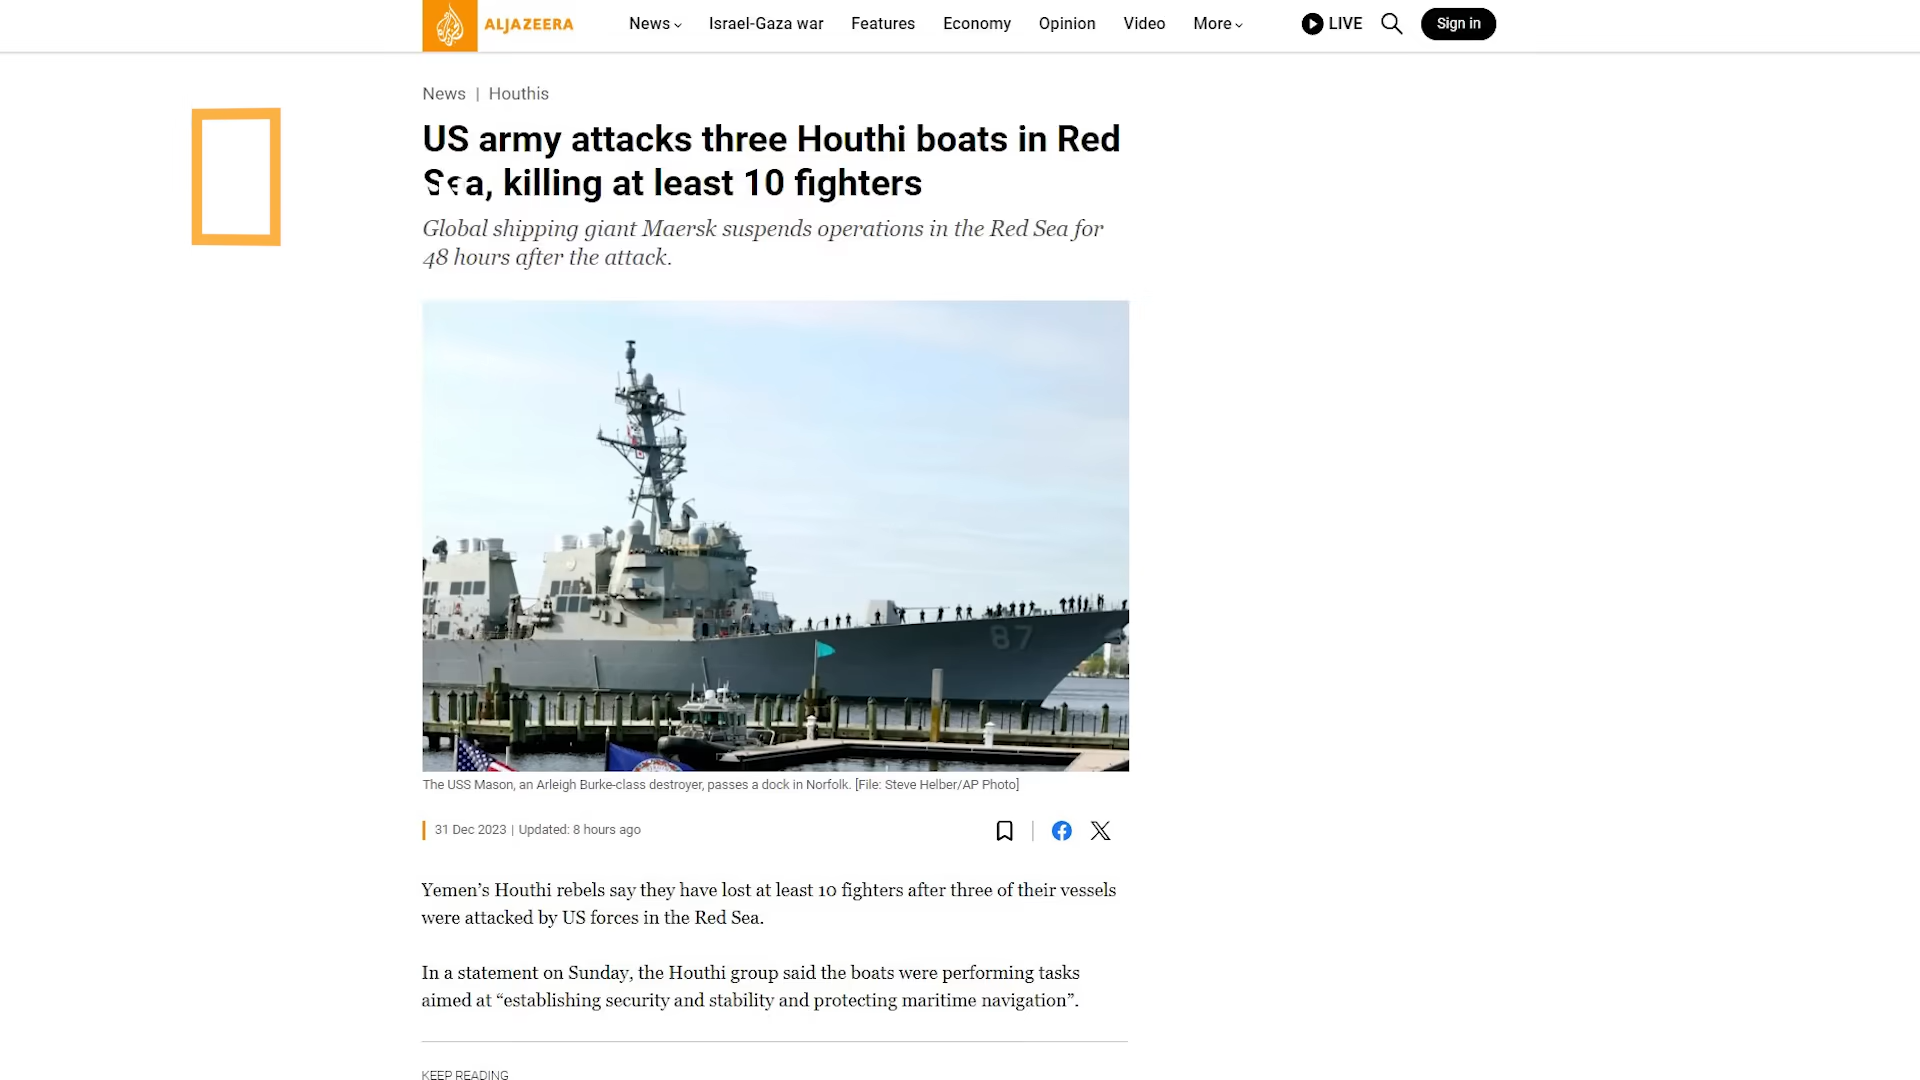 ALJAZEERA
News
Israel-Gaza war
Features
Economy
Opinion
Video
More
LIVE
Sign in
News | Houthis
US army attacks three Houthi boats in Red
Sea, killing at least 10 fighters
Global shipping giant Maersk suspends operations in the Red Sea for
48 hours after the attack.
87
The USS Mason, an Arleigh Burke-class destroyer, passes a dock in Norfolk. [File: Steve Helber/AP Photo]
31 Dec 2023 | Updated: 8 hours ago
Yemen’s Houthi rebels say they have lost at least 10 fighters after three of their vessels
were attacked by US forces in the Red Sea.
In a statement on Sunday, the Houthi group said the boats were performing tasks
aimed at “establishing security and stability and protecting maritime navigation”.
KEEP READING